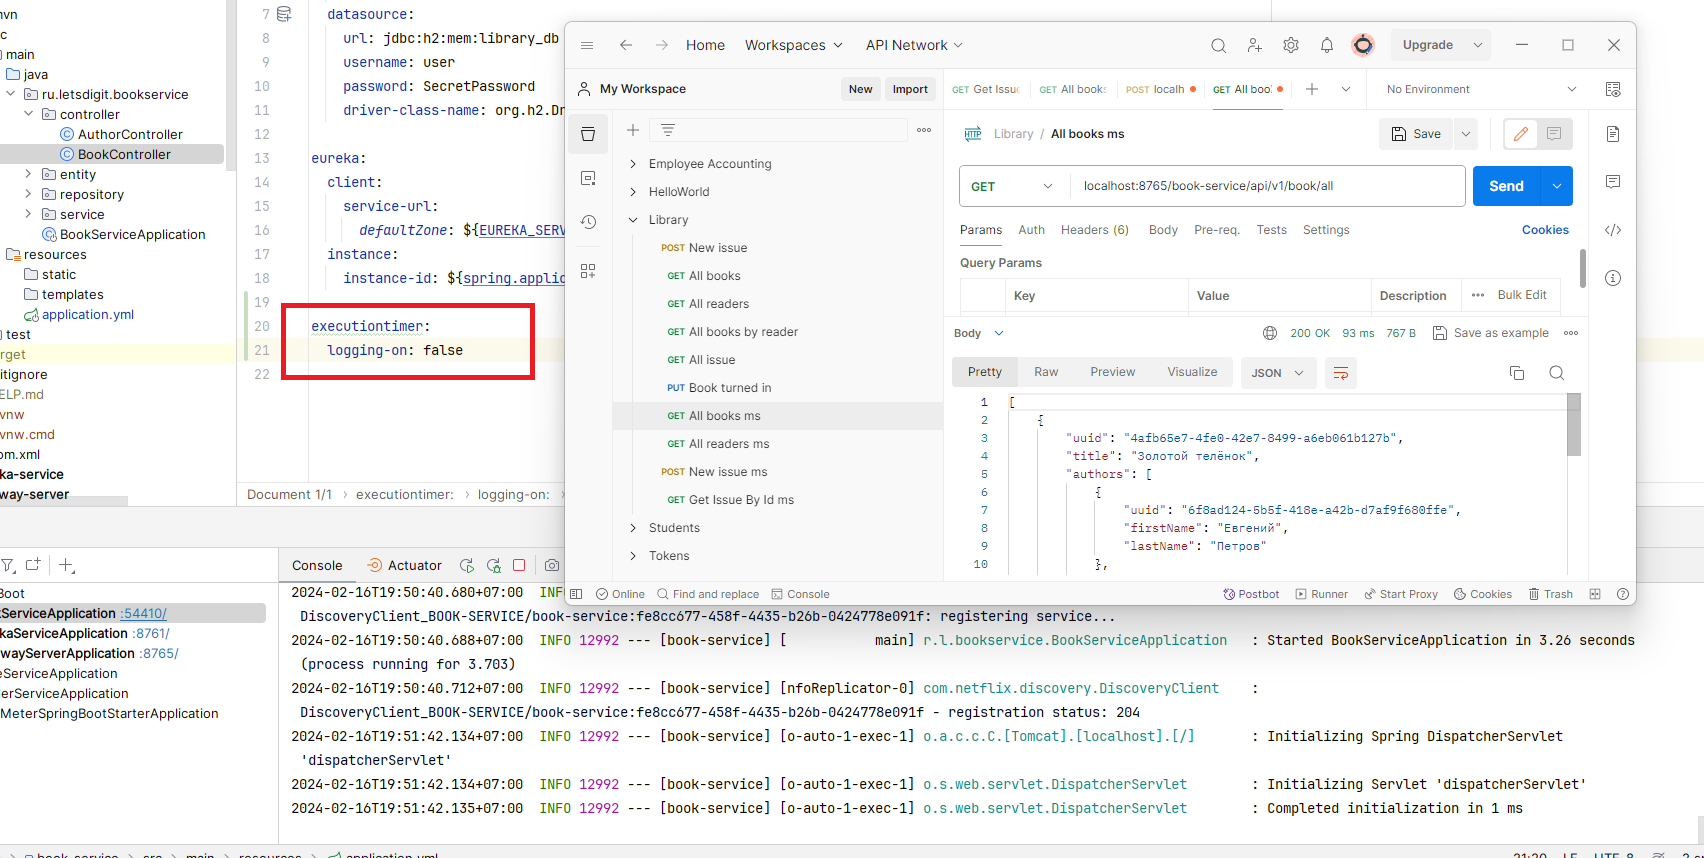 nvn
c
main
java
ru.letsdigit.bookservice
controller
AuthorController
BookController
entity
repository
service
BookServiceApplication
resources
static
templates
application.yml
test
rget
itignore
ELP.md
vnw
vnw.cmd
om.xml
ka-service
way-server
7 datasource:
8 url: jdbc:h2:mem:library_db
9 username: user
10 password: SecretPassword
11 driver-class-name: org.h2.Dr
12
13 eureka:
14 client:
15 service-url:
16 defaultZone: ${EUREKA_SERV
17 instance:
18 instance-id: ${spring.applic
19
20 executiontimer:
21 logging-on: false
22
Document 1/1 › executiontimer: › logging-on: ›
Home Workspaces API Network Upgrade
My Workspace New Import
GET Get Issu GET All books POST localh GET All boo No Environment
Employee Accounting
HelloWorld
Library
POST New issue
GET All books
GET All readers
GET All books by reader
GET All issue
PUT Book turned in
GET All books ms
GET All readers ms
POST New issue ms
GET Get Issue By Id ms
Students
Tokens
HTTP Library / All books ms Save
GET localhost:8765/book-service/api/v1/book/all Send
Params Auth Headers (6) Body Pre-req. Tests Settings Cookies
Query Params
Key Value Description Bulk Edit
Body 200 OK 93 ms 767 B Save as example
Pretty Raw Preview Visualize JSON
1 [
2 {
3 "uuid": "4afb65e7-4fe0-42e7-8499-a6eb061b127b",
4 "title": "Золотой телёнок",
5 "authors": [
6 {
7 "uuid": "6f8ad124-5b5f-418e-a42b-d7af9f680ffe",
8 "firstName": "Евгений",
9 "lastName": "Петров"
10 },
Online Find and replace Console Postbot Runner Start Proxy Cookies Trash
Boot
ServiceApplication :54410/
kaServiceApplication :8761/
wayServerApplication :8765/
eServiceApplication
erServiceApplication
MeterSpringBootStarterApplication
Console Actuator
2024-02-16T19:50:40.680+07:00 INF
DiscoveryClient_BOOK-SERVICE/book-service:fe8cc677-458f-4435-b26b-0424778e091f: registering service...
2024-02-16T19:50:40.688+07:00 INFO 12992 --- [book-service] [ main] r.l.bookservice.BookServiceApplication : Started BookServiceApplication in 3.26 seconds
(process running for 3.703)
2024-02-16T19:50:40.712+07:00 INFO 12992 --- [book-service] [nfoReplicator-0] com.netflix.discovery.DiscoveryClient :
DiscoveryClient_BOOK-SERVICE/book-service:fe8cc677-458f-4435-b26b-0424778e091f - registration status: 204
2024-02-16T19:51:42.134+07:00 INFO 12992 --- [book-service] [o-auto-1-exec-1] o.a.c.c.C.[Tomcat].[localhost].[/] : Initializing Spring DispatcherServlet
'dispatcherServlet'
2024-02-16T19:51:42.134+07:00 INFO 12992 --- [book-service] [o-auto-1-exec-1] o.s.web.servlet.DispatcherServlet : Initializing Servlet 'dispatcherServlet'
2024-02-16T19:51:42.135+07:00 INFO 12992 --- [book-service] [o-auto-1-exec-1] o.s.web.servlet.DispatcherServlet : Completed initialization in 1 ms
book-service › src › main › resources › application.yml 21:20 LF UTF-8